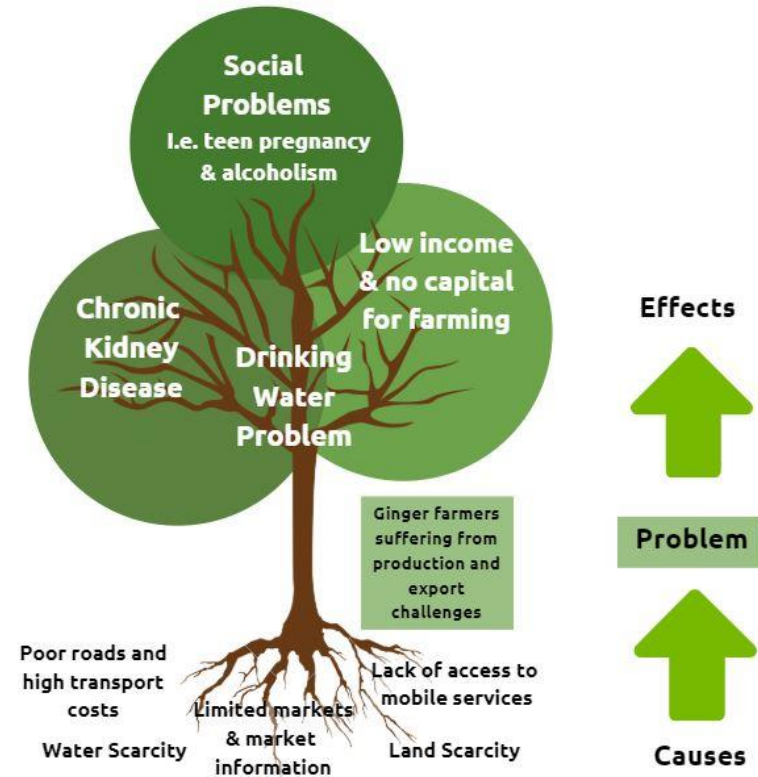 Social
Problems
I.e. teen pregnancy
& alcoholism
Low income
& no capital
for farming
Chronic
Kidney
Disease
Drinking
Water
Problem
Effects
Ginger farmers
suffering from
production and
export
challenges
Problem
Poor roads and
high transport
costs
Lack of access to
mobile services
Limited markets
& market
information
Water Scarcity
Land Scarcity
Causes